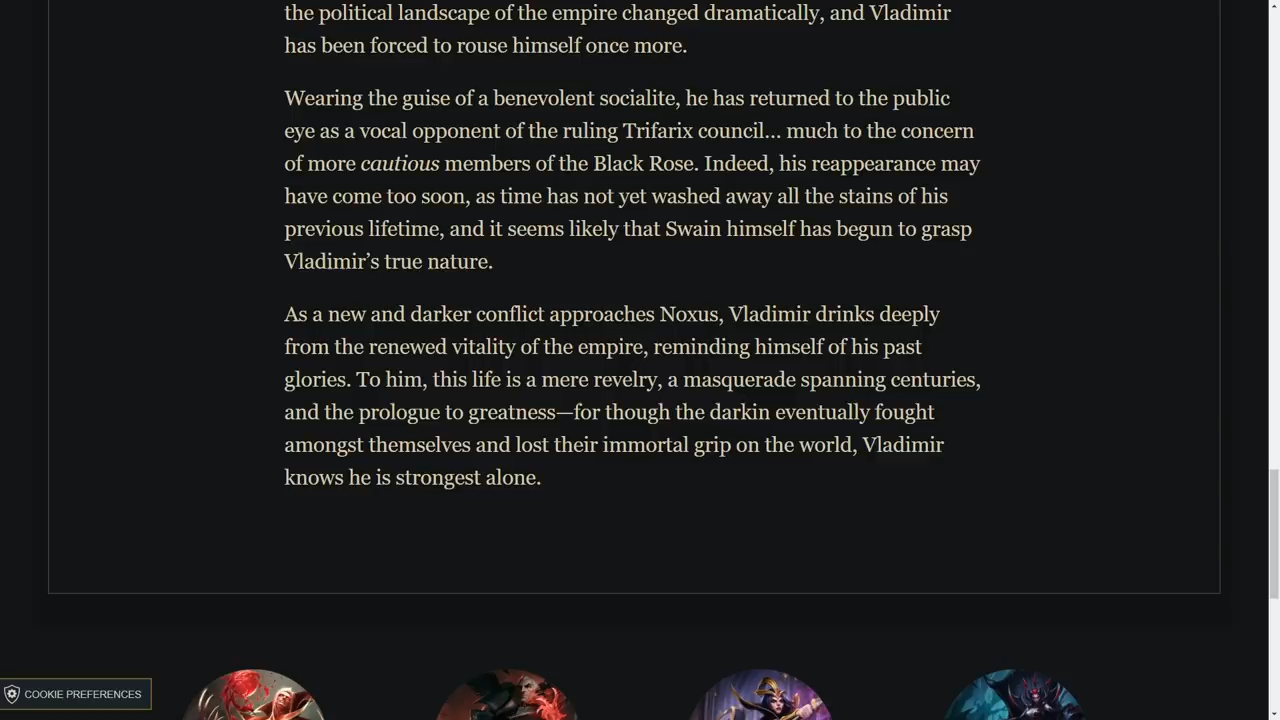 the political landscape of the empire changed dramatically, and Vladimir
has been forced to rouse himself once more.
Wearing the guise of a benevolent socialite, he has returned to the public
eye as a vocal opponent of the ruling Trifarix council… much to the concern
of more cautious members of the Black Rose. Indeed, his reappearance may
have come too soon, as time has not yet washed away all the stains of his
previous lifetime, and it seems likely that Swain himself has begun to grasp
Vladimir’s true nature.
As a new and darker conflict approaches Noxus, Vladimir drinks deeply
from the renewed vitality of the empire, reminding himself of his past
glories. To him, this life is a mere revelry, a masquerade spanning centuries,
and the prologue to greatness—for though the darkin eventually fought
amongst themselves and lost their immortal grip on the world, Vladimir
knows he is strongest alone.
COOKIE PREFERENCES